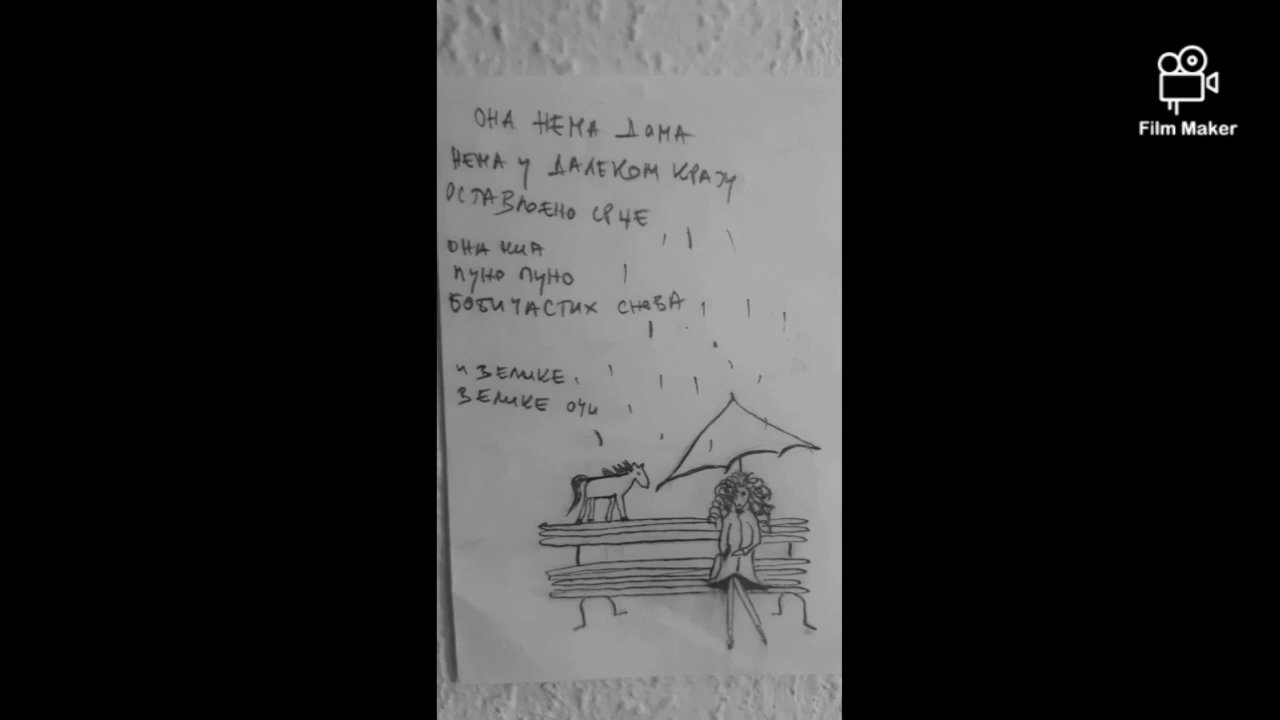 ОНА НЕМА ДОМА
НЕМА У ДАЛЕКОМ КРАЈУ
ОСТАВЉЕНО СРЦЕ
ОНА ИМА
ПУНО ПУНО
БОБИЧАСТИХ СНОВА
И ВЕЛИКЕ,
ВЕЛИКЕ ОЧИ
Film Maker